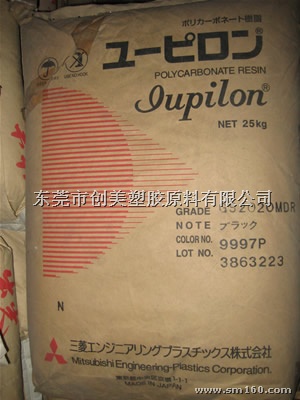 ポリカーボネート樹脂
ユーピロン®
POLYCARBONATE RESIN
Iupilon®
NET 25kg
东莞市创美塑胶原料有限公司
GRADE GS2020MDR
NOTE ブラック
COLOR NO. 9997P
LOT NO. 3863223
N
三菱エンジニアリングプラスチックス株式会社
Mitsubishi Engineering-Plastics Corporation.
MADE IN JAPAN
www.sm160.com